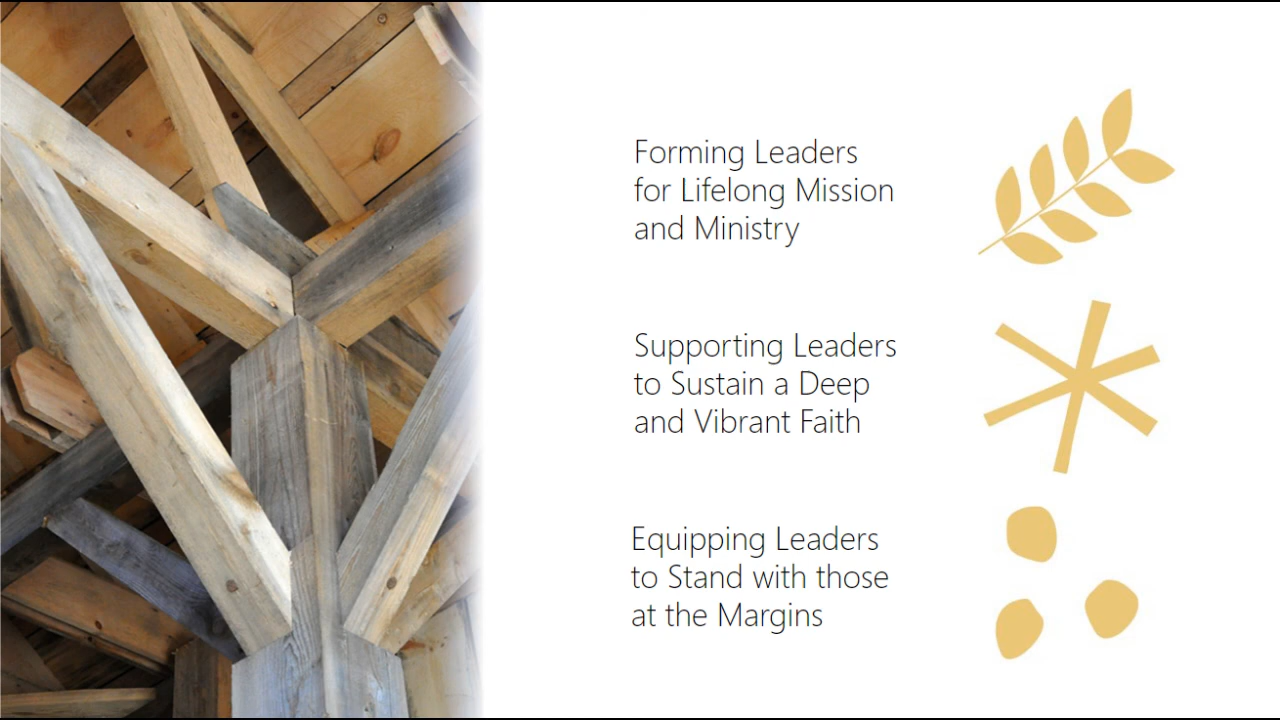 Forming Leaders
for Lifelong Mission
and Ministry
Supporting Leaders
to Sustain a Deep
and Vibrant Faith
Equipping Leaders
to Stand with those
at the Margins